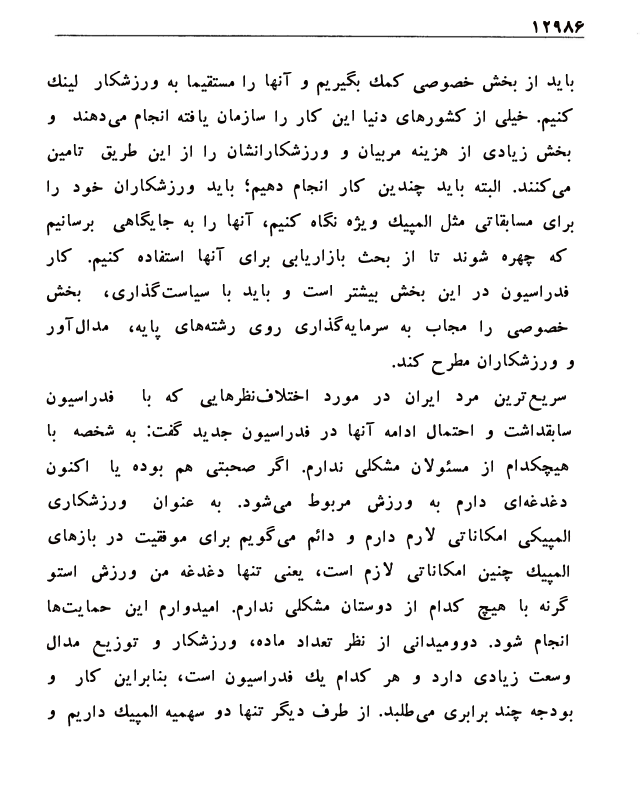 ۱۲۹۸۶
باید از بخش خصوصی کمك بگیریم و آنها را مستقیما به ورزشکار لینك
کنیم. خیلی از کشورهای دنیا این کار را سازمان یافته انجام می‌دهند و
بخش زیادی از هزینه مربیان و ورزشکارانشان را از این طریق تامین
می‌کنند. البته باید چندین کار انجام دهیم؛ باید ورزشکاران خود را
برای مسابقاتی مثل المپیك ویژه نگاه کنیم، آنها را به جایگاهی برسانیم
که چهره شوند تا از بحث بازاریابی برای آنها استفاده کنیم. کار
فدراسیون در این بخش بیشتر است و باید با سیاست‌گذاری، بخش
خصوصی را مجاب به سرمایه‌گذاری روی رشته‌های پایه، مدال‌آور
و ورزشکاران مطرح کند.
سریع‌ترین مرد ایران در مورد اختلاف‌نظرهایی که با فدراسیون
سابقداشت و احتمال ادامه آنها در فدراسیون جدید گفت: به شخصه با
هیچکدام از مسئولان مشکلی ندارم. اگر صحبتی هم بوده یا اکنون
دغدغه‌ای دارم به ورزش مربوط می‌شود. به عنوان ورزشکاری
المپیکی امکاناتی لارم دارم و دائم می‌گویم برای موفقیت در بازهای
المپیك چنین امکاناتی لازم است، یعنی تنها دغدغه من ورزش استو
گرنه با هیچ کدام از دوستان مشکلی ندارم. امیدوارم این حمایت‌ها
انجام شود. دوومیدانی از نظر تعداد ماده، ورزشکار و توزیع مدال
وسعت زیادی دارد و هر کدام یك فدراسیون است، بنابراین کار و
بودجه چند برابری می‌طلبد. از طرف دیگر تنها دو سهمیه المپیك داریم و